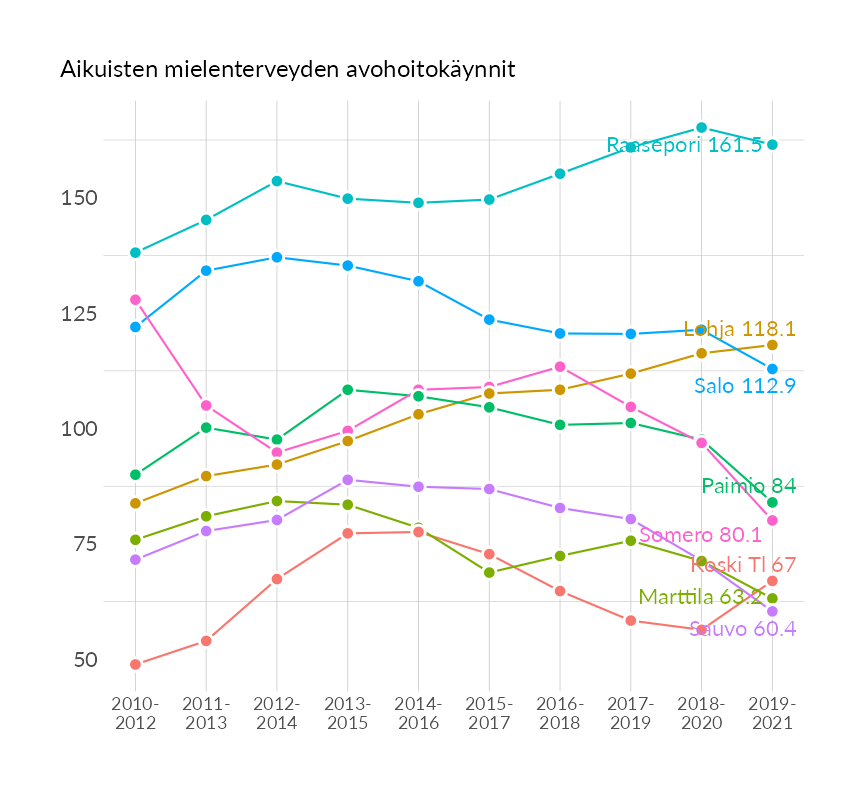 Aikuisten mielenterveyden avohoitokäynnit
Raasepori 161.5
150
125
Lohja 118.1
Salo 112.9
100
Paimio 84
75
Somero 80.1
Koski Tl 67
Marttila 63.2
Sauvo 60.4
50
2010- 2011- 2012- 2013- 2014- 2015- 2016- 2017- 2018- 2019-
2012 2013 2014 2015 2016 2017 2018 2019 2020 2021